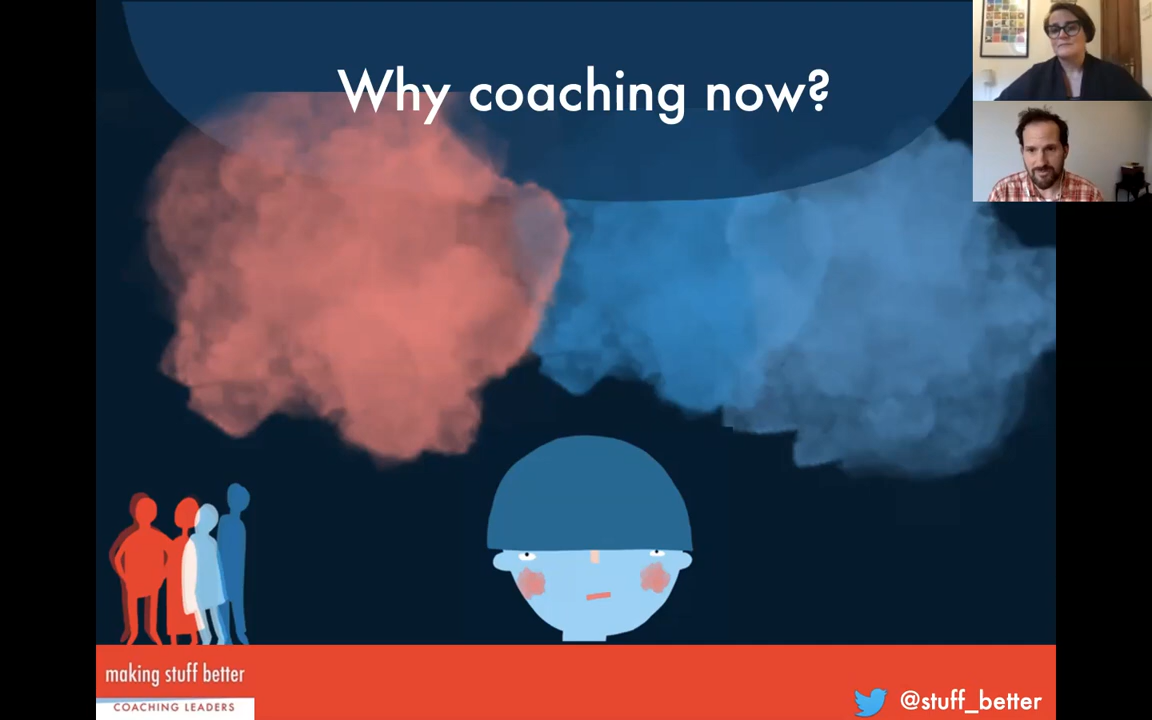 Why coaching now?
making stuff better
COACHING LEADERS
@stuff_better